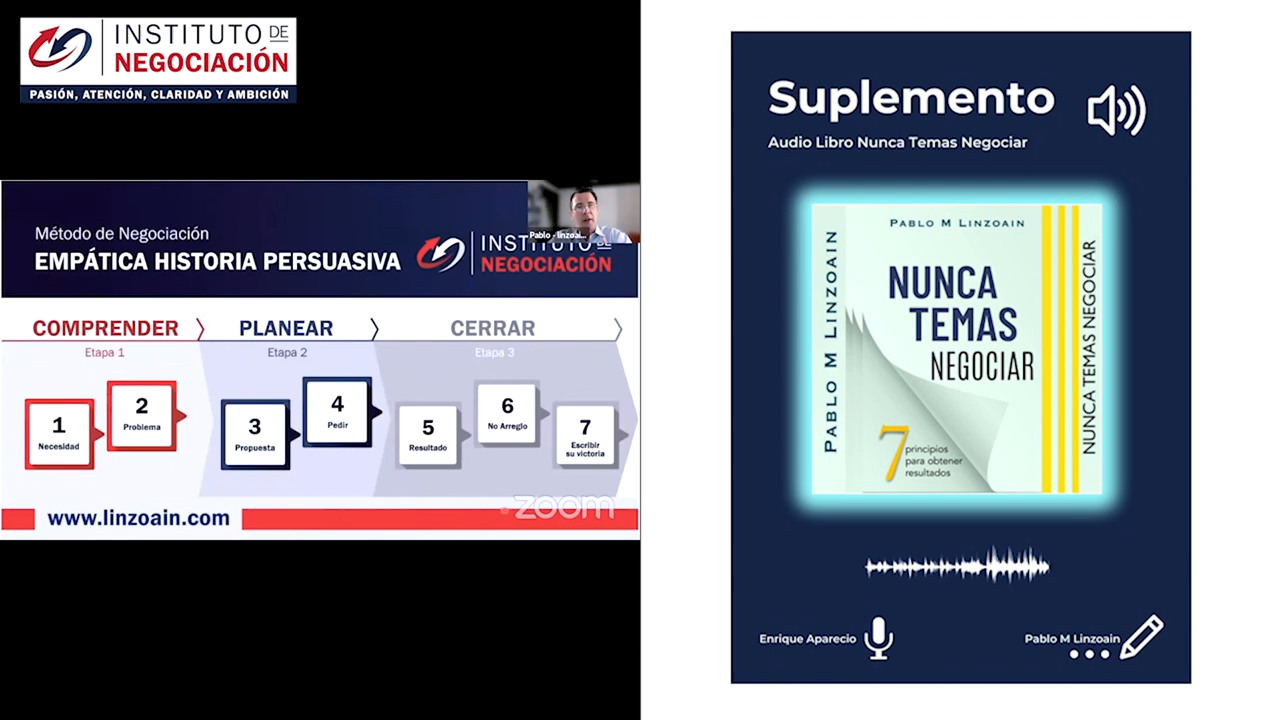 INSTITUTO DE
NEGOCIACIÓN
PASIÓN, ATENCIÓN, CLARIDAD Y AMBICIÓN
Método de Negociación
EMPÁTICA HISTORIA PERSUASIVA
INSTITUTO DE
NEGOCIACIÓN
Pablo - linzoai...
COMPRENDER
PLANEAR
CERRAR
Etapa 1
Etapa 2
Etapa 3
1
Necesidad
2
Problema
3
Propuesta
4
Pedir
5
Resultado
6
No Arreglo
7
Escribir
su victoria
zoom
www.linzoain.com
Suplemento
Audio Libro Nunca Temas Negociar
PABLO M LINZOAIN
PABLO M LINZOAIN
NUNCA
TEMAS
NEGOCIAR
7 principios
para obtener
resultados
NUNCA TEMAS NEGOCIAR
Enrique Aparecio
Pablo M Linzoain